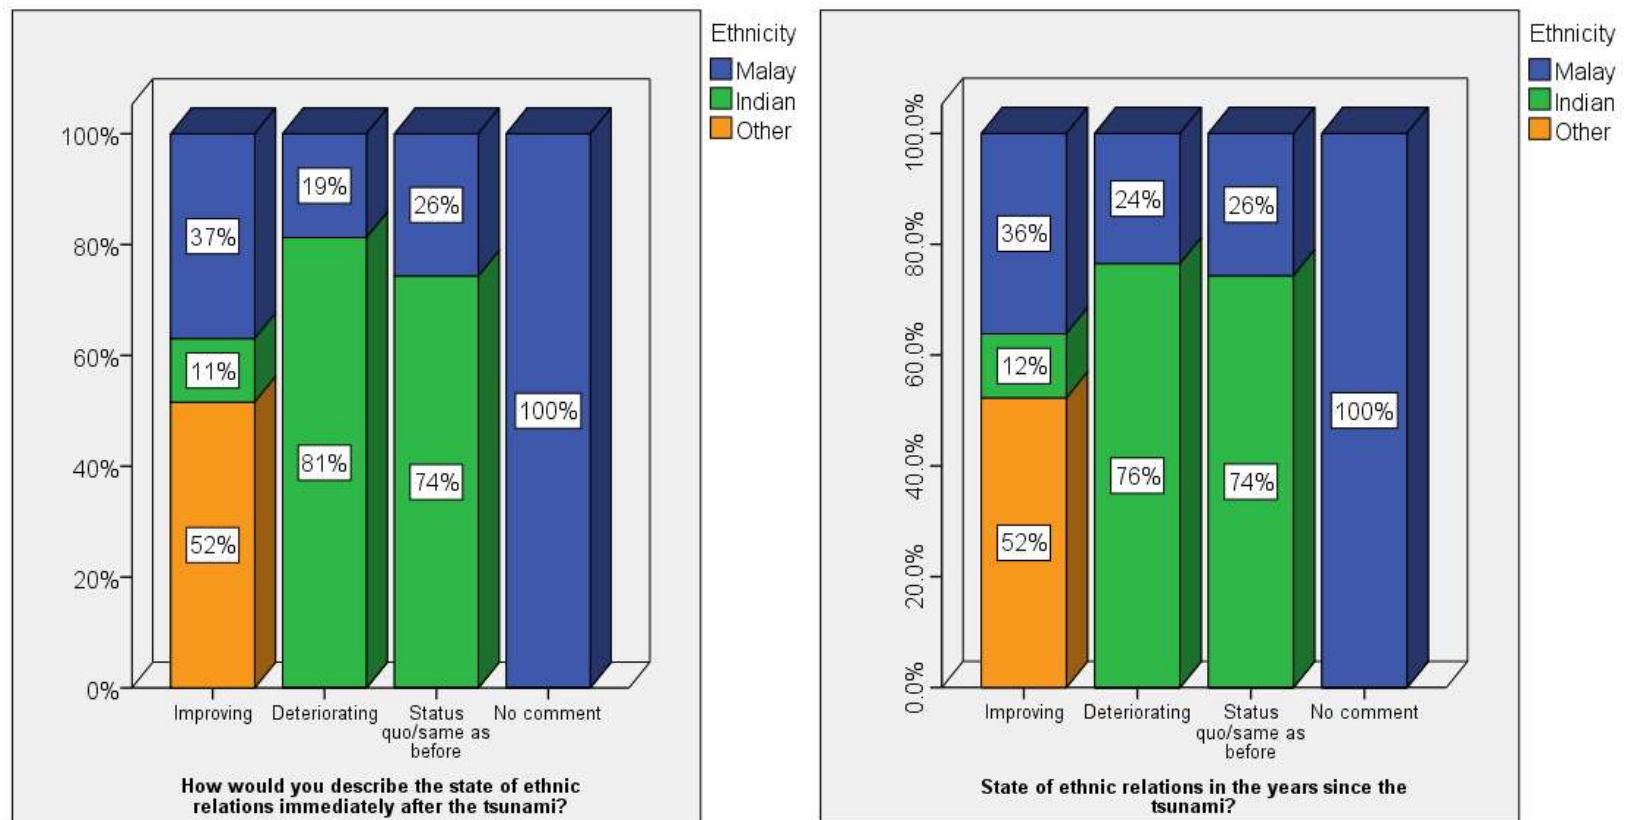 Ethnicity
Malay
Indian
Other
100%
80%
60%
40%
20%
0%
37%
11%
52%
19%
81%
26%
74%
100%
Improving
Deteriorating
Status
quo/same as
before
No comment
How would you describe the state of ethnic
relations immediately after the tsunami?
Ethnicity
Malay
Indian
Other
100.0%
80.0%
60.0%
40.0%
20.0%
0.0%
36%
12%
52%
24%
76%
26%
74%
100%
Improving
Deteriorating
Status
quo/same as
before
No comment
State of ethnic relations in the years since the
tsunami?